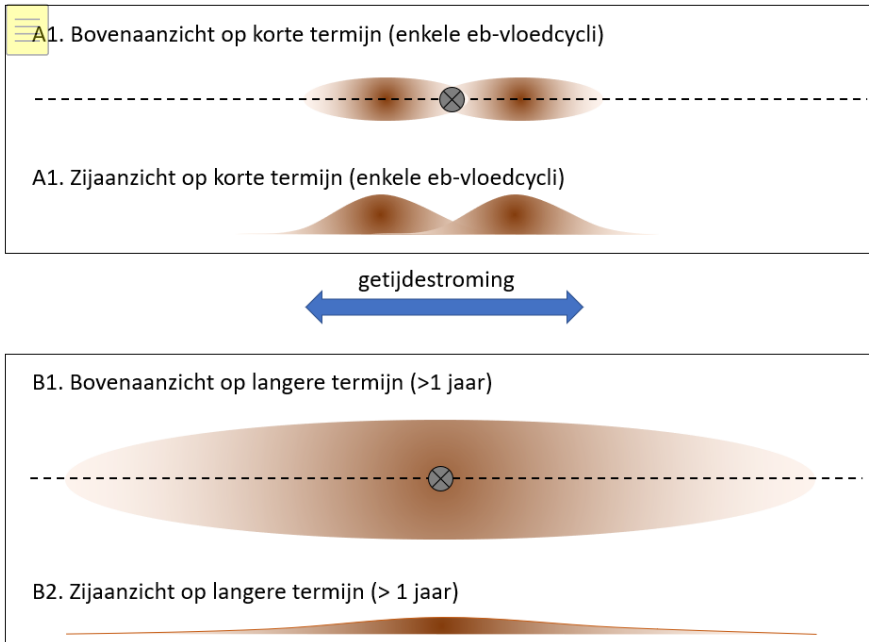 A1. Bovenaanzicht op korte termijn (enkele eb-vloedcycli)
A1. Zijaanzicht op korte termijn (enkele eb-vloedcycli)
getijdestroming
B1. Bovenaanzicht op langere termijn (>1 jaar)
B2. Zijaanzicht op langere termijn (> 1 jaar)